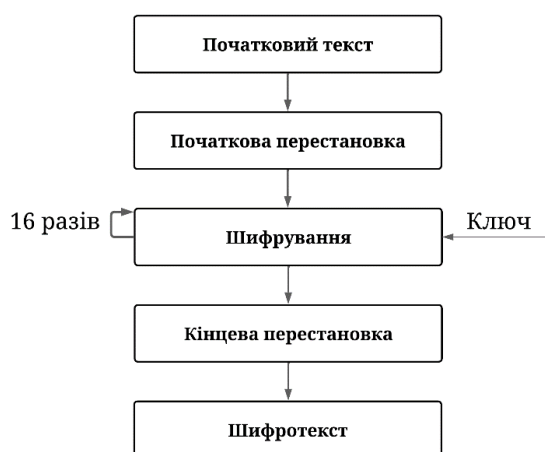 Початковий текст
Початкова перестановка
16 разів
Шифрування
Ключ
Кінцева перестановка
Шифротекст